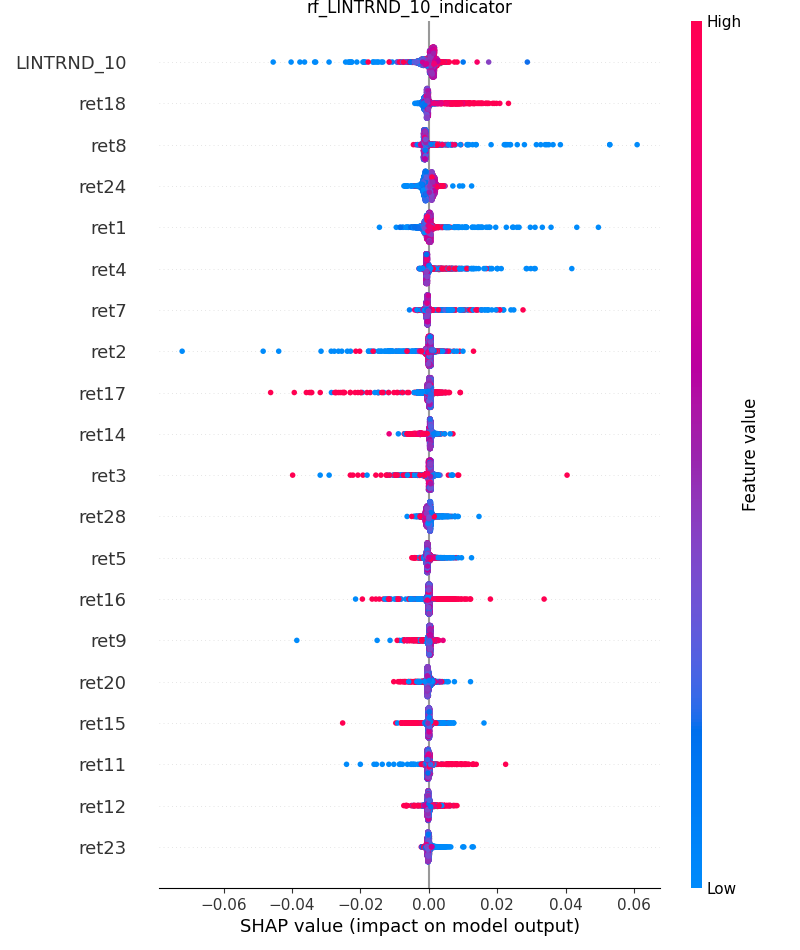 rf_LINTRND_10_indicator
High
LINTRND_10
ret18
ret8
ret24
ret1
ret4
ret7
ret2
ret17
ret14
ret3
ret28
ret5
ret16
ret9
ret20
ret15
ret11
ret12
ret23
Feature value
Low
−0.06 −0.04 −0.02 0.00 0.02 0.04 0.06
SHAP value (impact on model output)